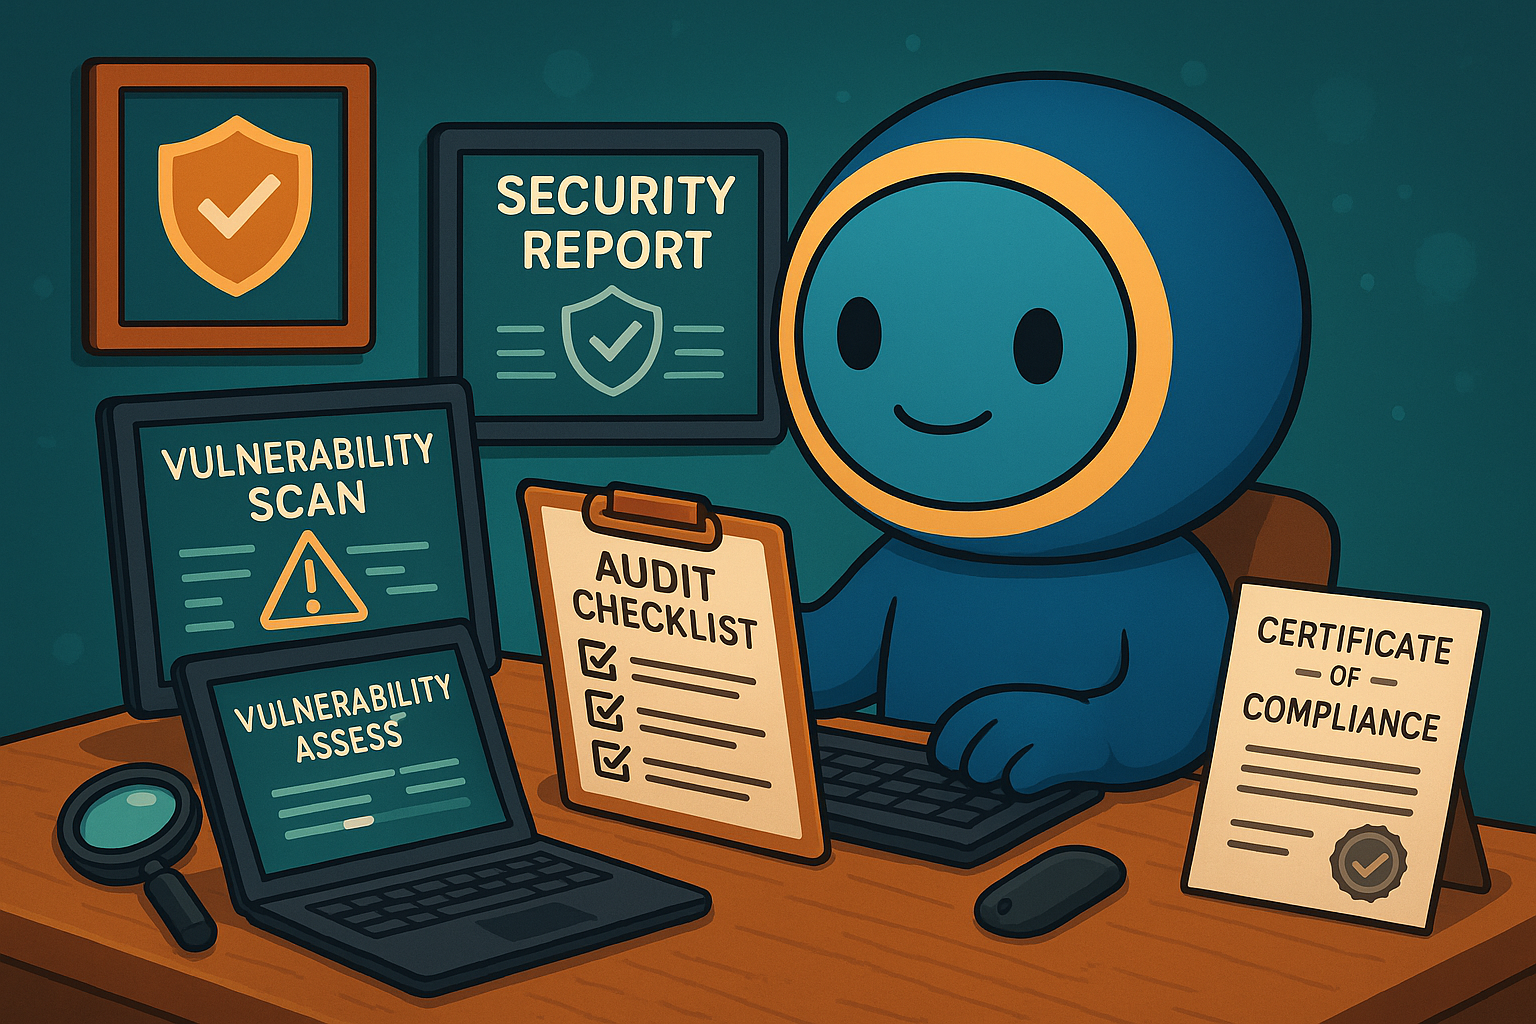 SECURITY
REPORT
VULNERABILITY
SCAN
VULNERABILITY
ASSESS
AUDIT
CHECKLIST
CERTIFICATE
OF
COMPLIANCE